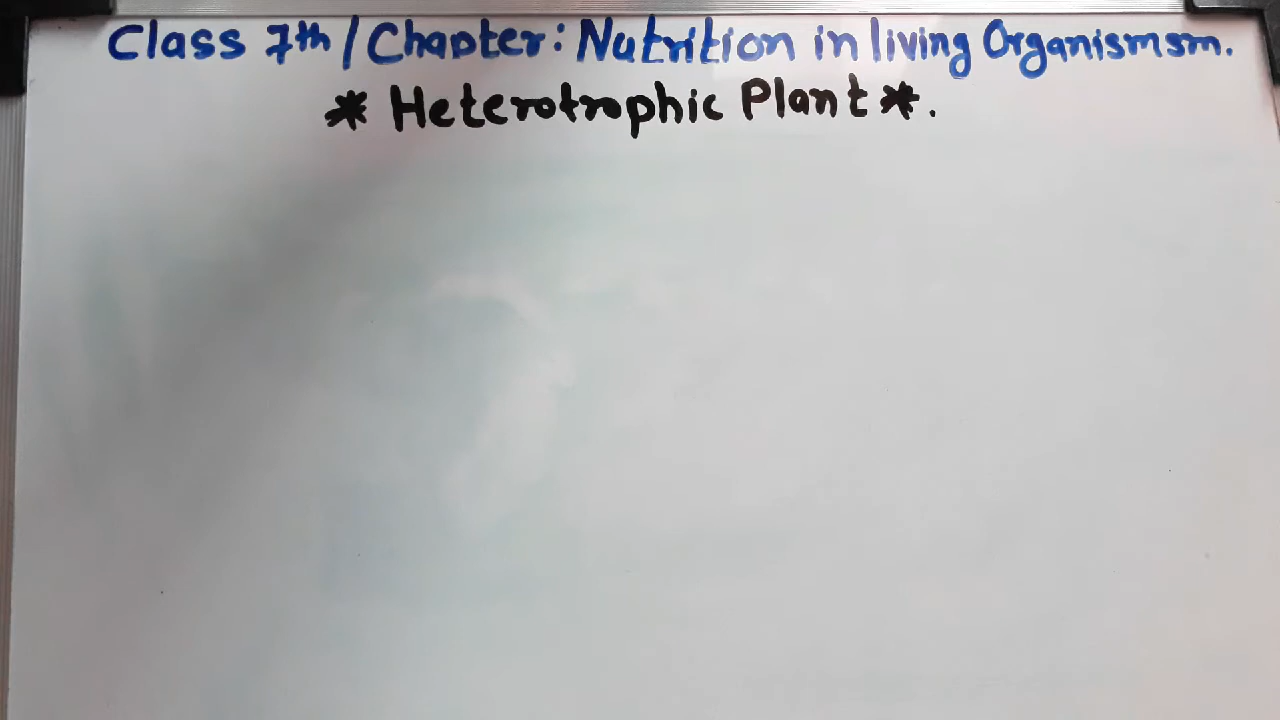 Class 7th / Chapter: Nutrition in living Organismsm.
* Heterotrophic Plant *.